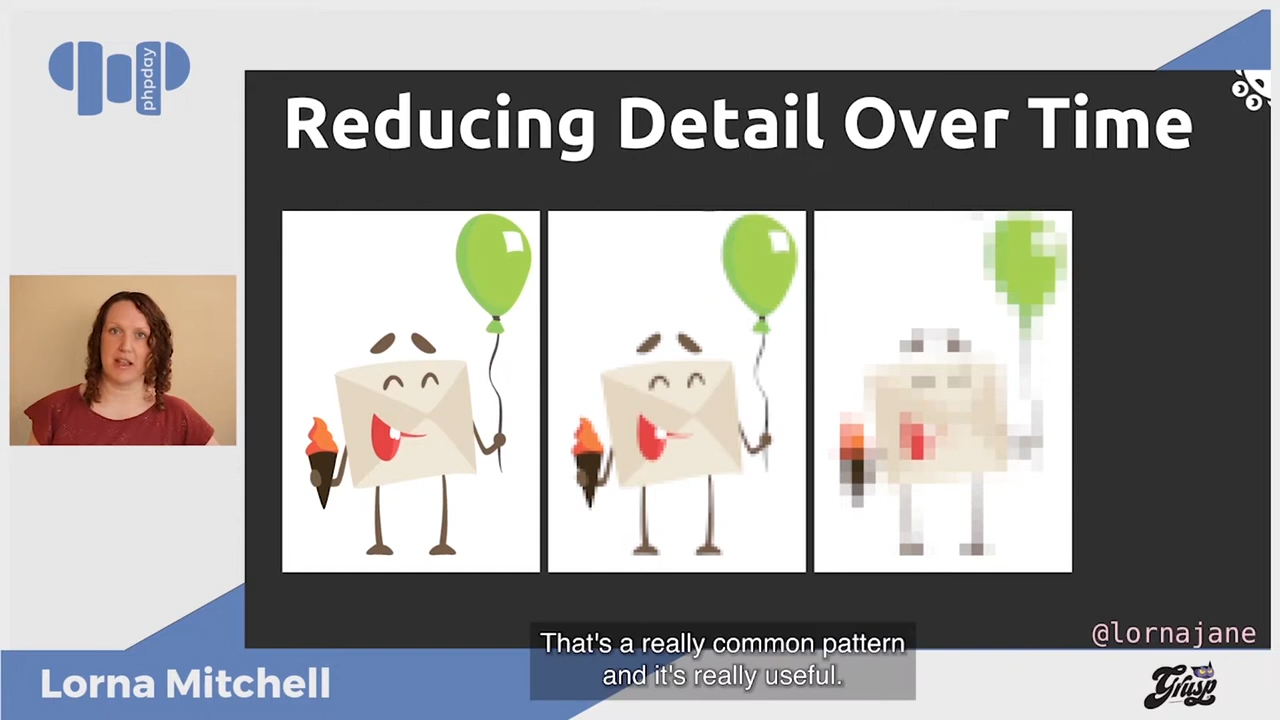 phpday
Reducing Detail Over Time
@lornajane
That's a really common pattern
and it's really useful.
Lorna Mitchell
Grusp